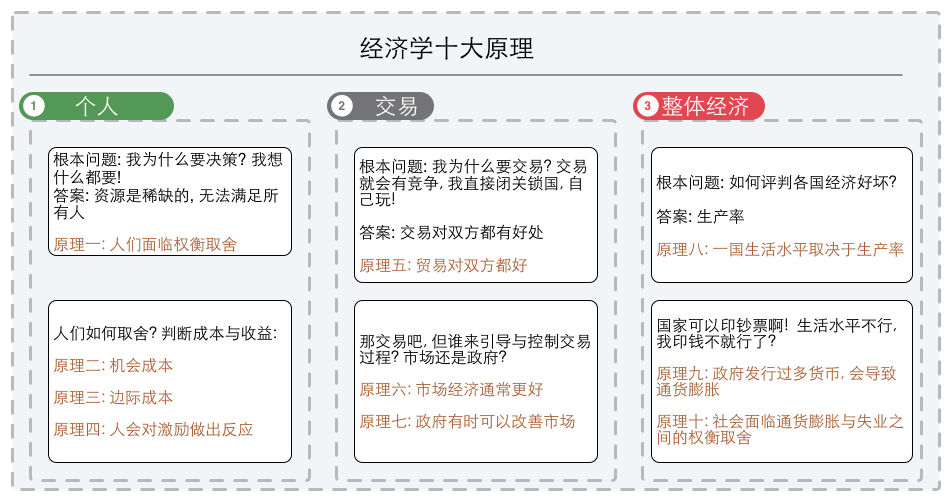 经济学十大原理
1 个人
根本问题: 我为什么要决策? 我想
什么都要!
答案: 资源是稀缺的, 无法满足所
有人
原理一: 人们面临权衡取舍
人们如何取舍? 判断成本与收益:
原理二: 机会成本
原理三: 边际成本
原理四: 人会对激励做出反应
2 交易
根本问题: 我为什么要交易? 交易
就会有竞争, 我直接闭关锁国, 自
己玩!
答案: 交易对双方都有好处
原理五: 贸易对双方都好
那交易吧, 但谁来引导与控制交易
过程? 市场还是政府?
原理六: 市场经济通常更好
原理七: 政府有时可以改善市场
3 整体经济
根本问题: 如何评判各国经济好坏?
答案: 生产率
原理八: 一国生活水平取决于生产率
国家可以印钞票啊! 生活水平不行,
我印钱不就行了?
原理九: 政府发行过多货币, 会导致
通货膨胀
原理十: 社会面临通货膨胀与失业之
间的权衡取舍